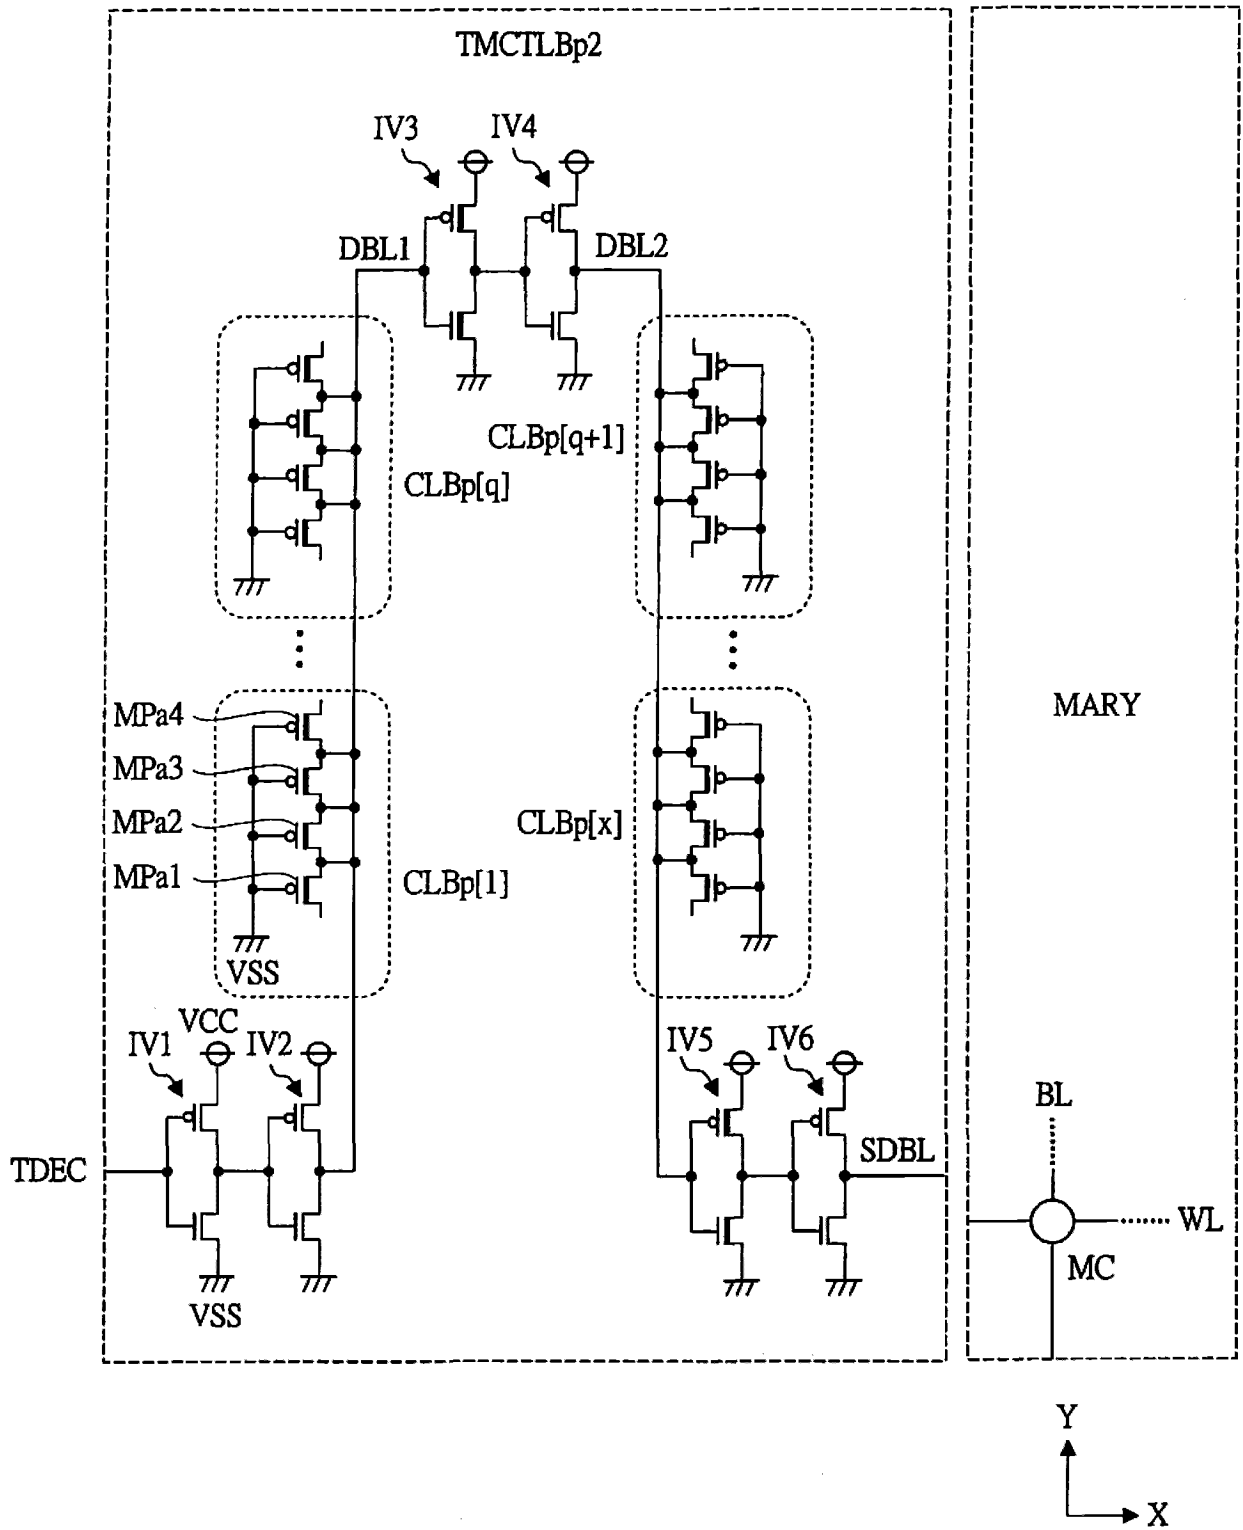 TMCTLBp2
IV3
IV4
DBL1
DBL2
CLBp[q+1]
CLBp[q]
MPa4
MPa3
MPa2
MPa1
CLBp[1]
VSS
CLBp[x]
MARY
VCC
IV1
IV2
IV5
IV6
TDEC
VSS
SDBL
BL
WL
MC
Y
X